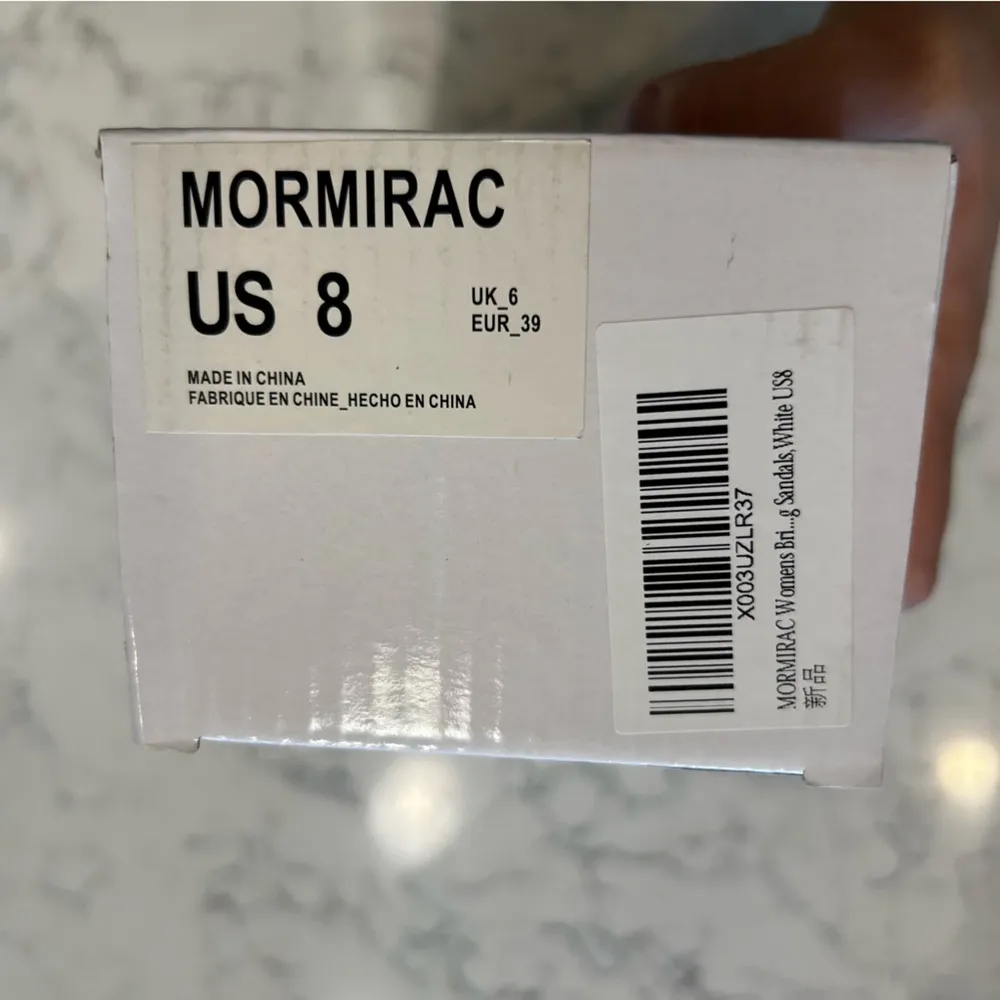 MORMIRAC
US 8
UK_6
EUR_39
MADE IN CHINA
FABRIQUE EN CHINE_HECHO EN CHINA
X003UZLR37
MORMIRAC Womens Bri...g Sandals,White US8
新品